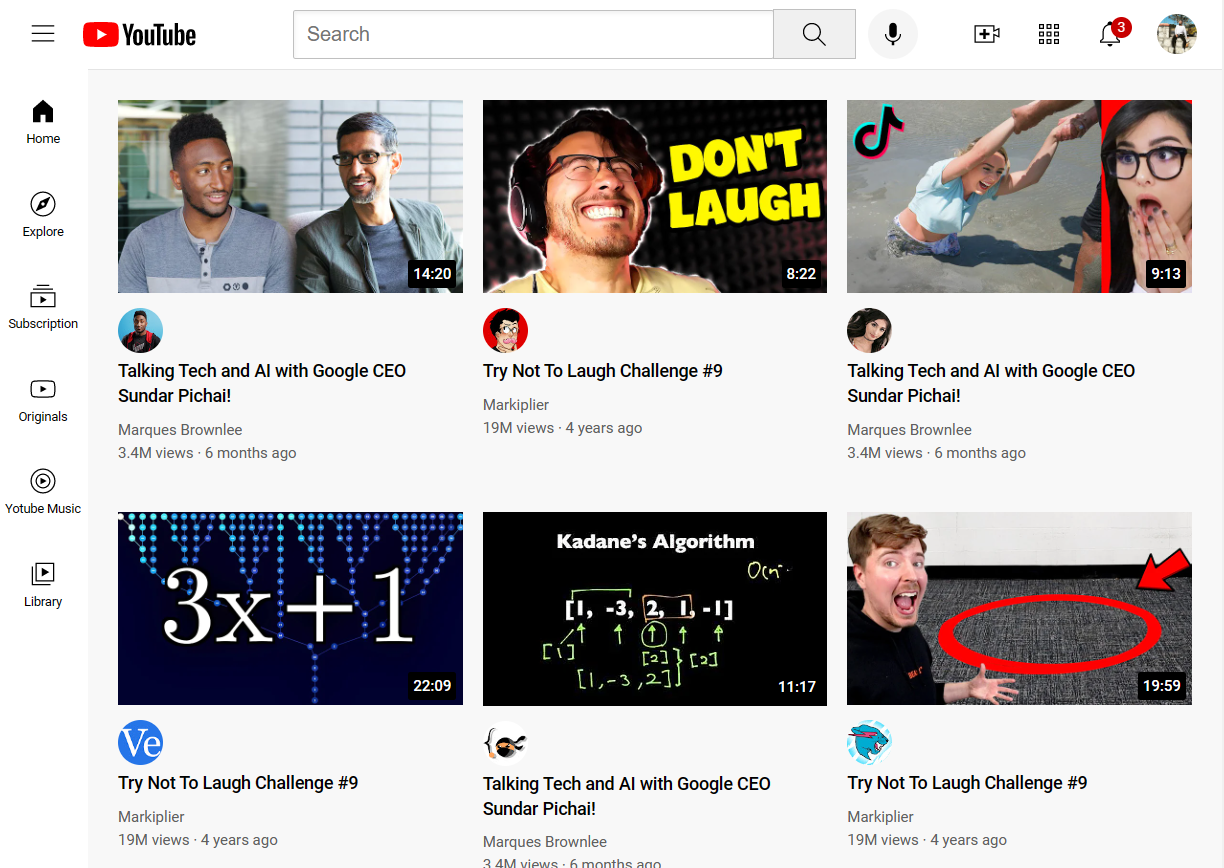 YouTube
Search
3
Home
Explore
Subscription
Originals
Yotube Music
Library
14:20
Talking Tech and AI with Google CEO
Sundar Pichai!
Marques Brownlee
3.4M views · 6 months ago
DON'T
LAUGH
8:22
Try Not To Laugh Challenge #9
Markiplier
19M views · 4 years ago
9:13
Talking Tech and AI with Google CEO
Sundar Pichai!
Marques Brownlee
3.4M views · 6 months ago
3x+1
22:09
Ve
Try Not To Laugh Challenge #9
Markiplier
19M views · 4 years ago
Kadane's Algorithm
[1, -3, 2, 1, -1]
[1] [2] [2]
[1,-3,2]
11:17
Talking Tech and AI with Google CEO
Sundar Pichai!
Marques Brownlee
3.4M views · 6 months ago
19:59
Try Not To Laugh Challenge #9
Markiplier
19M views · 4 years ago